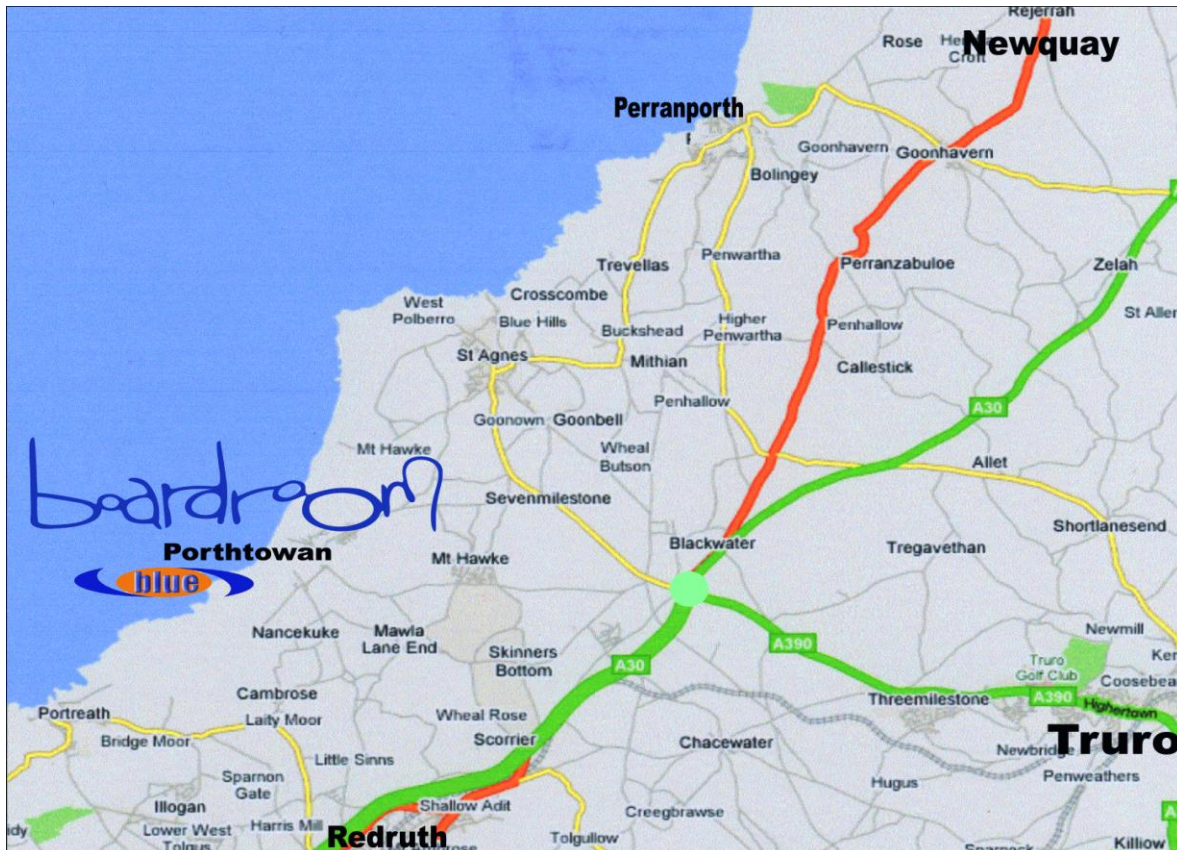 Rejerrah
Rose
Newquay
Perranporth
Goonhavern
Goonhavern
Bolingey
Penwartha
Perranzabuloe
Zelah
Trevellas
West
Polberro
Crosscombe
Blue Hills
Buckshead
Higher
Penwartha
Penhallow
St Agnes
Mithian
Callestick
Penhallow
A30
Goonown
Goonbell
Mt Hawke
Wheal
Butson
Allet
boardroom
Sevenmilestone
Shortlanesend
Porthtowan
Blackwater
Tregavethan
Mt Hawke
blue
Nancekuke
Mawla
Lane End
Skinners
Bottom
A30
A390
Newmill
Truro
Golf Club
Cambrose
Threemilestone
A390
Highertown
Portreath
Laity Moor
Wheal Rose
Bridge Moor
Scorrier
Chacewater
Newbridge
Truro
Little Sinns
Sparnon
Gate
Hugus
Penweathers
Illogan
Shallow Adit
Creegbrawse
Lower West
Tolgus
Harris Mill
Redruth
Tolgullow
Killiow